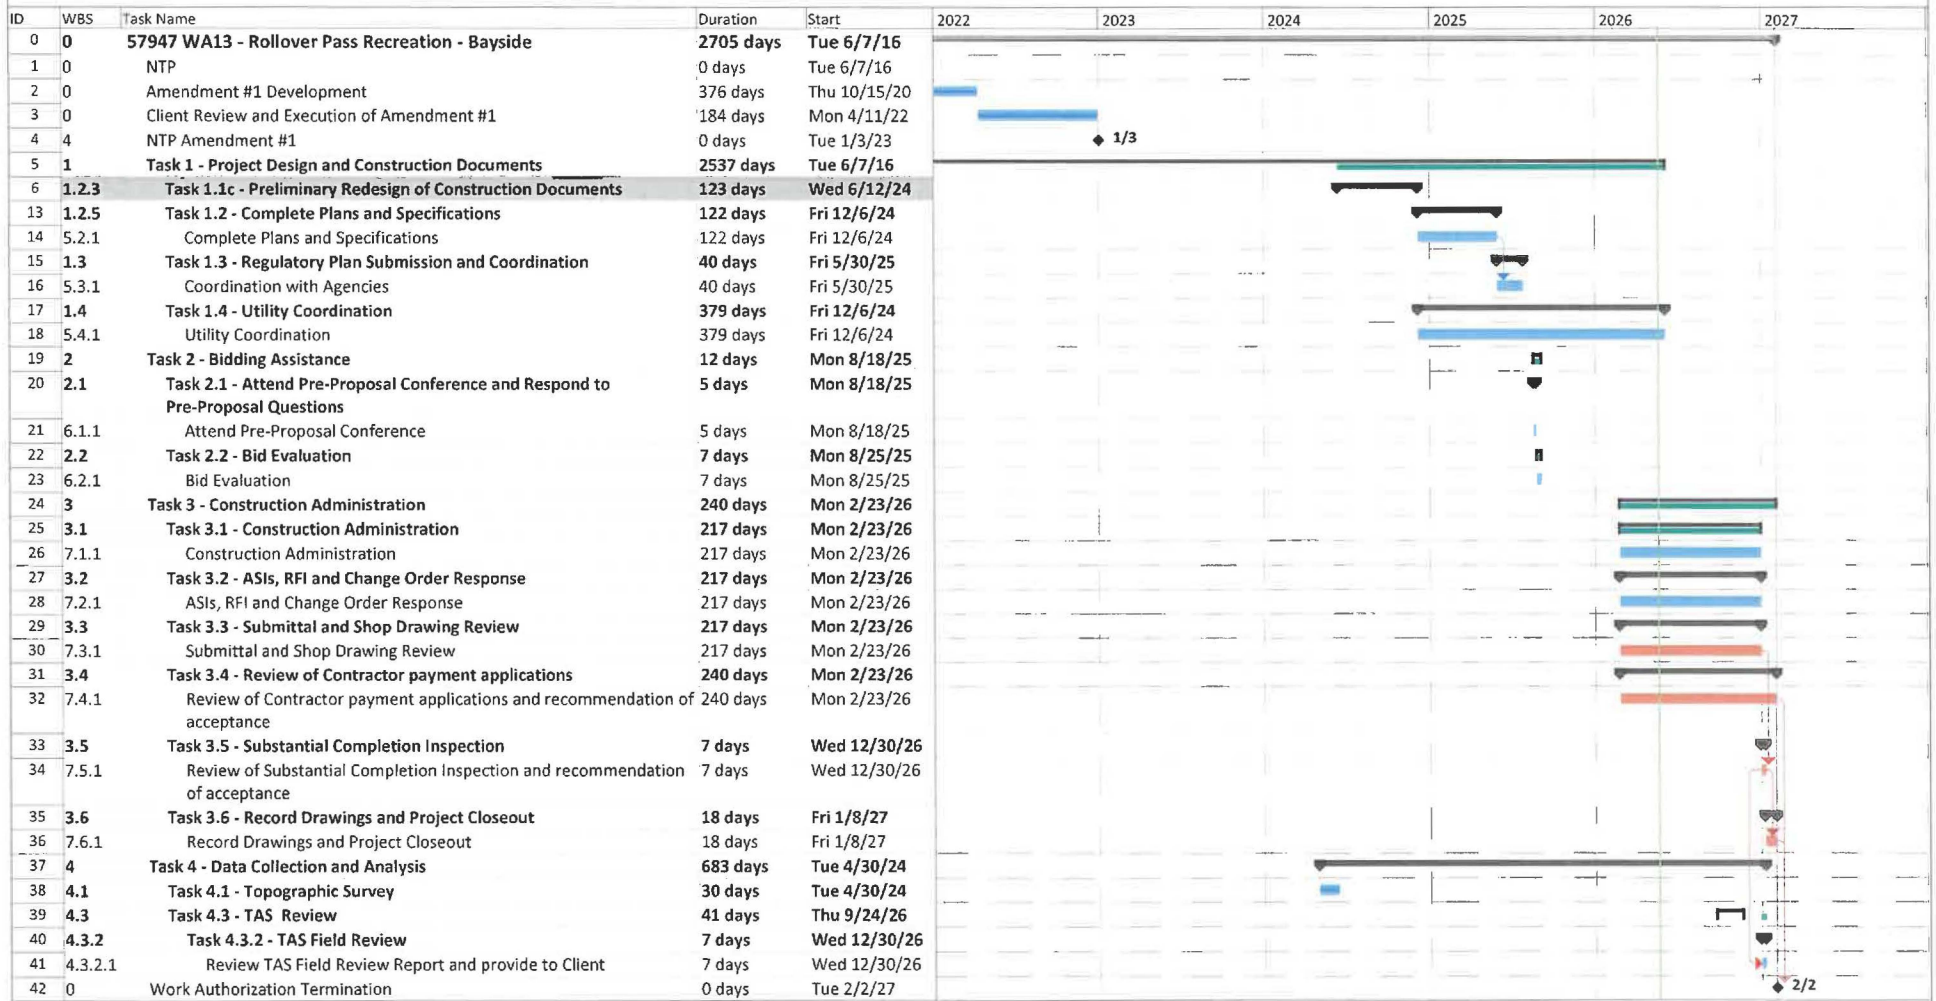 ID WBS Task Name Duration Start 2022 2023 2024 2025 2026 2027
0 0 57947 WA13 - Rollover Pass Recreation - Bayside 2705 days Tue 6/7/16
1 0 NTP 0 days Tue 6/7/16
2 0 Amendment #1 Development 376 days Thu 10/15/20
3 0 Client Review and Execution of Amendment #1 184 days Mon 4/11/22
4 4 NTP Amendment #1 0 days Tue 1/3/23 1/3
5 1 Task 1 - Project Design and Construction Documents 2537 days Tue 6/7/16
6 1.2.3 Task 1.1c - Preliminary Redesign of Construction Documents 123 days Wed 6/12/24
13 1.2.5 Task 1.2 - Complete Plans and Specifications 122 days Fri 12/6/24
14 5.2.1 Complete Plans and Specifications 122 days Fri 12/6/24
15 1.3 Task 1.3 - Regulatory Plan Submission and Coordination 40 days Fri 5/30/25
16 5.3.1 Coordination with Agencies 40 days Fri 5/30/25
17 1.4 Task 1.4 - Utility Coordination 379 days Fri 12/6/24
18 5.4.1 Utility Coordination 379 days Fri 12/6/24
19 2 Task 2 - Bidding Assistance 12 days Mon 8/18/25
20 2.1 Task 2.1 - Attend Pre-Proposal Conference and Respond to 5 days Mon 8/18/25
Pre-Proposal Questions
21 6.1.1 Attend Pre-Proposal Conference 5 days Mon 8/18/25
22 2.2 Task 2.2 - Bid Evaluation 7 days Mon 8/25/25
23 6.2.1 Bid Evaluation 7 days Mon 8/25/25
24 3 Task 3 - Construction Administration 240 days Mon 2/23/26
25 3.1 Task 3.1 - Construction Administration 217 days Mon 2/23/26
26 7.1.1 Construction Administration 217 days Mon 2/23/26
27 3.2 Task 3.2 - ASIs, RFI and Change Order Response 217 days Mon 2/23/26
28 7.2.1 ASIs, RFI and Change Order Response 217 days Mon 2/23/26
29 3.3 Task 3.3 - Submittal and Shop Drawing Review 217 days Mon 2/23/26
30 7.3.1 Submittal and Shop Drawing Review 217 days Mon 2/23/26
31 3.4 Task 3.4 - Review of Contractor payment applications 240 days Mon 2/23/26
32 7.4.1 Review of Contractor payment applications and recommendation of 240 days Mon 2/23/26
acceptance
33 3.5 Task 3.5 - Substantial Completion Inspection 7 days Wed 12/30/26
34 7.5.1 Review of Substantial Completion Inspection and recommendation 7 days Wed 12/30/26
of acceptance
35 3.6 Task 3.6 - Record Drawings and Project Closeout 18 days Fri 1/8/27
36 7.6.1 Record Drawings and Project Closeout 18 days Fri 1/8/27
37 4 Task 4 - Data Collection and Analysis 683 days Tue 4/30/24
38 4.1 Task 4.1 - Topographic Survey 30 days Tue 4/30/24
39 4.3 Task 4.3 - TAS Review 41 days Thu 9/24/26
40 4.3.2 Task 4.3.2 - TAS Field Review 7 days Wed 12/30/26
41 4.3.2.1 Review TAS Field Review Report and provide to Client 7 days Wed 12/30/26
42 0 Work Authorization Termination 0 days Tue 2/2/27 2/2